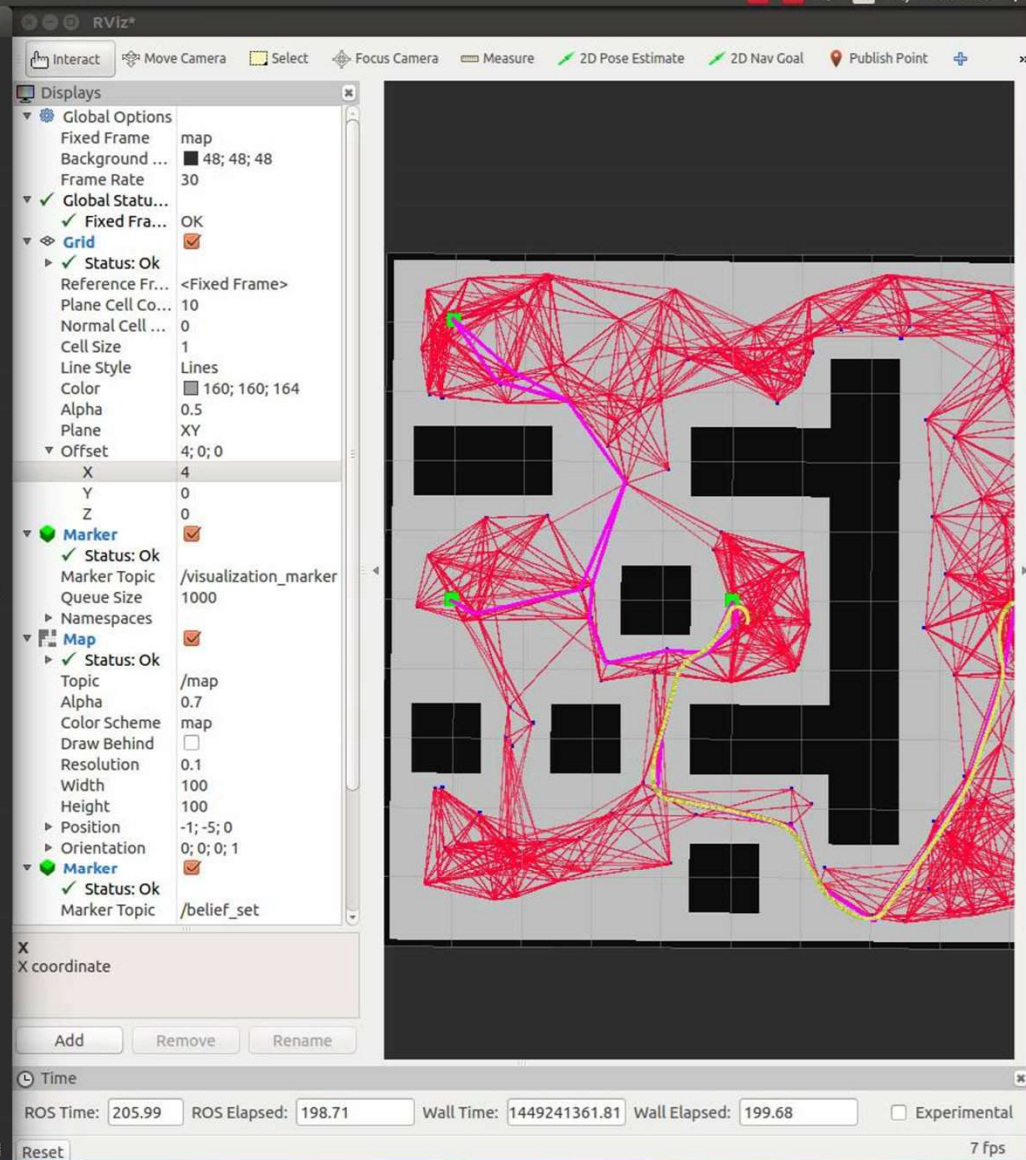 RViz*
Interact Move Camera Select Focus Camera Measure 2D Pose Estimate 2D Nav Goal Publish Point »
Displays
Global Options
Fixed Frame map
Background ... 48; 48; 48
Frame Rate 30
Global Statu...
Fixed Fra... OK
Grid
Status: Ok
Reference Fr... <Fixed Frame>
Plane Cell Co... 10
Normal Cell ... 0
Cell Size 1
Line Style Lines
Color 160; 160; 164
Alpha 0.5
Plane XY
Offset 4; 0; 0
X 4
Y 0
Z 0
Marker
Status: Ok
Marker Topic /visualization_marker
Queue Size 1000
Namespaces
Map
Status: Ok
Topic /map
Alpha 0.7
Color Scheme map
Draw Behind
Resolution 0.1
Width 100
Height 100
Position -1; -5; 0
Orientation 0; 0; 0; 1
Marker
Status: Ok
Marker Topic /belief_set
X
X coordinate
Add Remove Rename
Time
ROS Time: 205.99 ROS Elapsed: 198.71 Wall Time: 1449241361.81 Wall Elapsed: 199.68 Experimental
Reset 7 fps